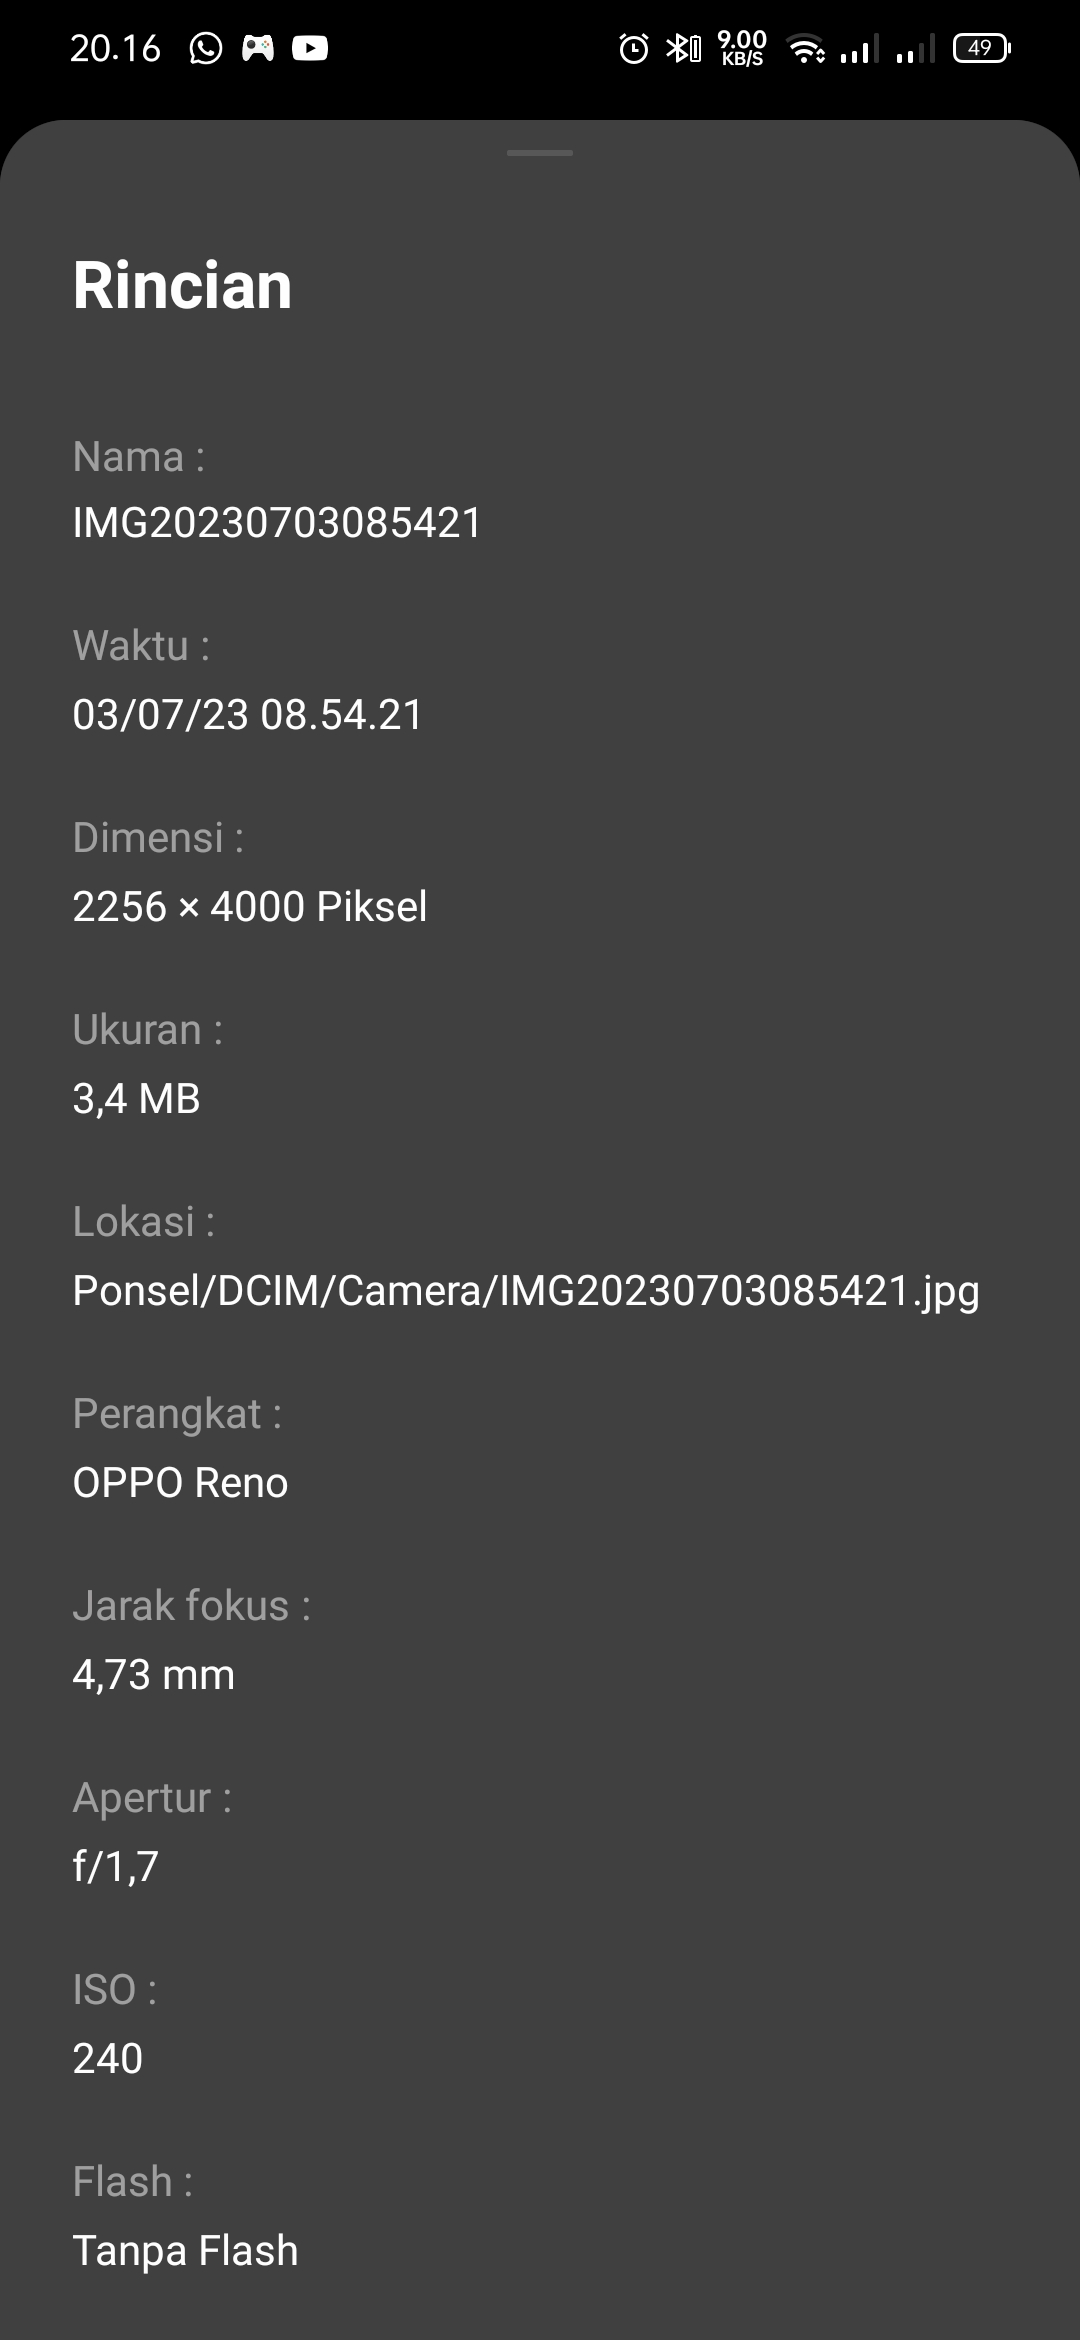 20.16
9.00
KB/S
49
Rincian
Nama :
IMG20230703085421
Waktu :
03/07/23 08.54.21
Dimensi :
2256 × 4000 Piksel
Ukuran :
3,4 MB
Lokasi :
Ponsel/DCIM/Camera/IMG20230703085421.jpg
Perangkat :
OPPO Reno
Jarak fokus :
4,73 mm
Apertur :
f/1,7
ISO :
240
Flash :
Tanpa Flash